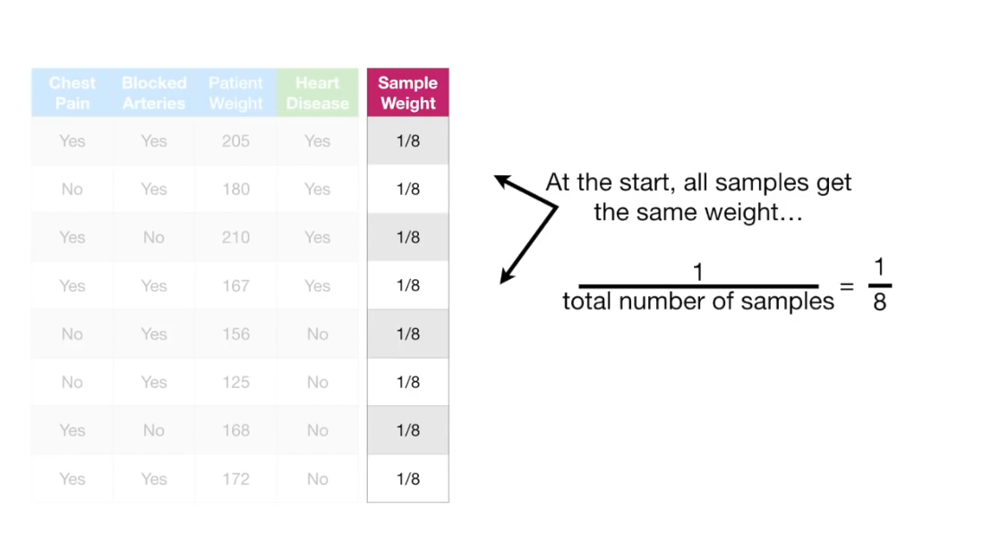 Chest Pain Blocked Arteries Patient Weight Heart Disease Sample Weight
Yes Yes 205 Yes 1/8
No Yes 180 Yes 1/8
Yes No 210 Yes 1/8
Yes Yes 167 Yes 1/8
No Yes 156 No 1/8
No Yes 125 No 1/8
Yes No 168 No 1/8
Yes Yes 172 No 1/8
At the start, all samples get
the same weight…
1
total number of samples
=
1
8